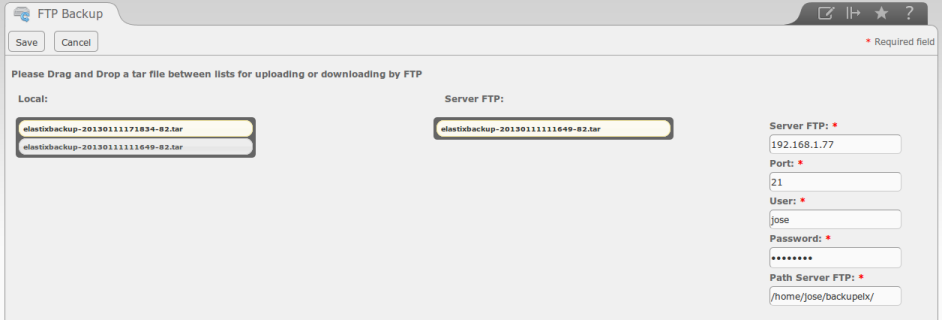 FTP Backup
Save Cancel
* Required field
Please Drag and Drop a tar file between lists for uploading or downloading by FTP
Local:
elastixbackup-20130111171834-82.tar
elastixbackup-20130111111649-82.tar
Server FTP:
elastixbackup-20130111111649-82.tar
Server FTP: *
192.168.1.77
Port: *
21
User: *
jose
Password: *
••••••••
Path Server FTP: *
/home/jose/backupelx/